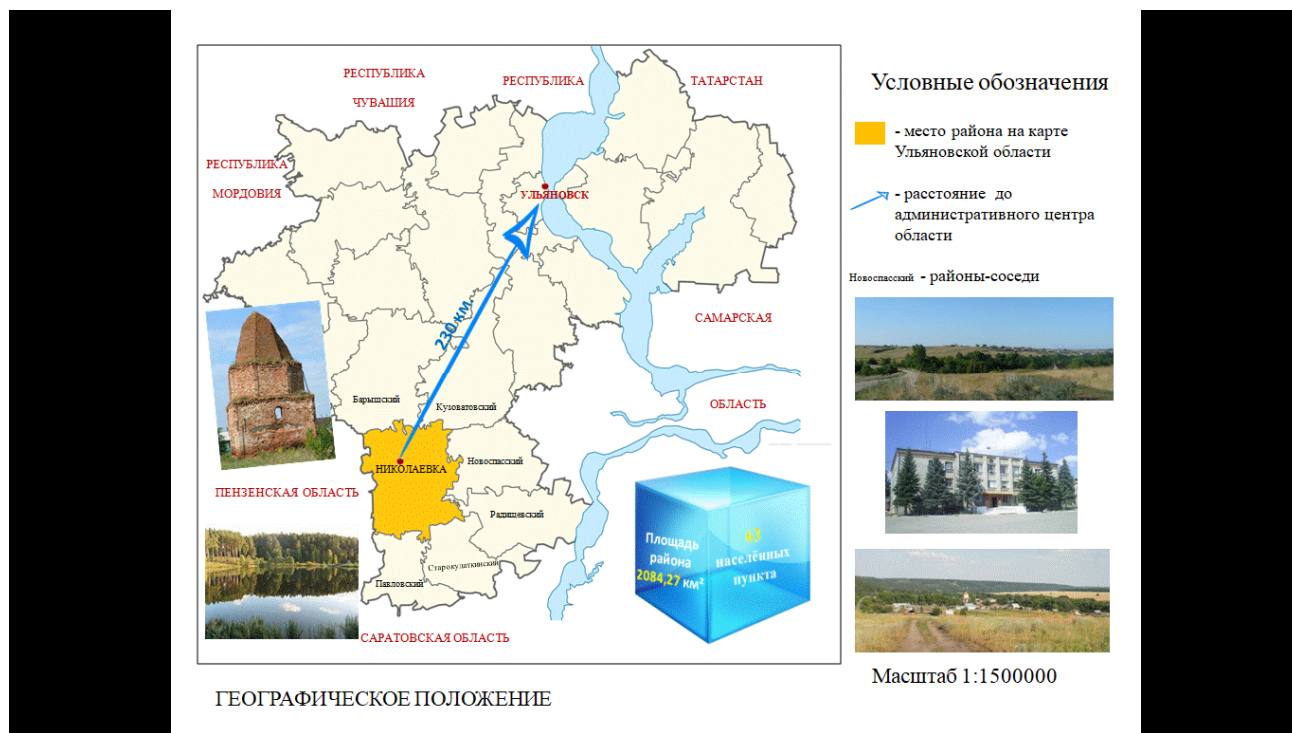 РЕСПУБЛИКА
ЧУВАШИЯ
РЕСПУБЛИКА
ТАТАРСТАН
РЕСПУБЛИКА
МОРДОВИЯ
УЛЬЯНОВСК
230 км.
САМАРСКАЯ
ОБЛАСТЬ
Барышский
Кузоватовский
НИКОЛАЕВКА
Новоспасский
ПЕНЗЕНСКАЯ ОБЛАСТЬ
Радищевский
Старокулаткинский
Павловский
САРАТОВСКАЯ ОБЛАСТЬ
Площадь
района
2084,27 км²
63
населённых
пункта
Условные обозначения
- место района на карте
Ульяновской области
- расстояние до
административного центра
области
Новоспасский - районы-соседи
Масштаб 1:1500000
ГЕОГРАФИЧЕСКОЕ ПОЛОЖЕНИЕ